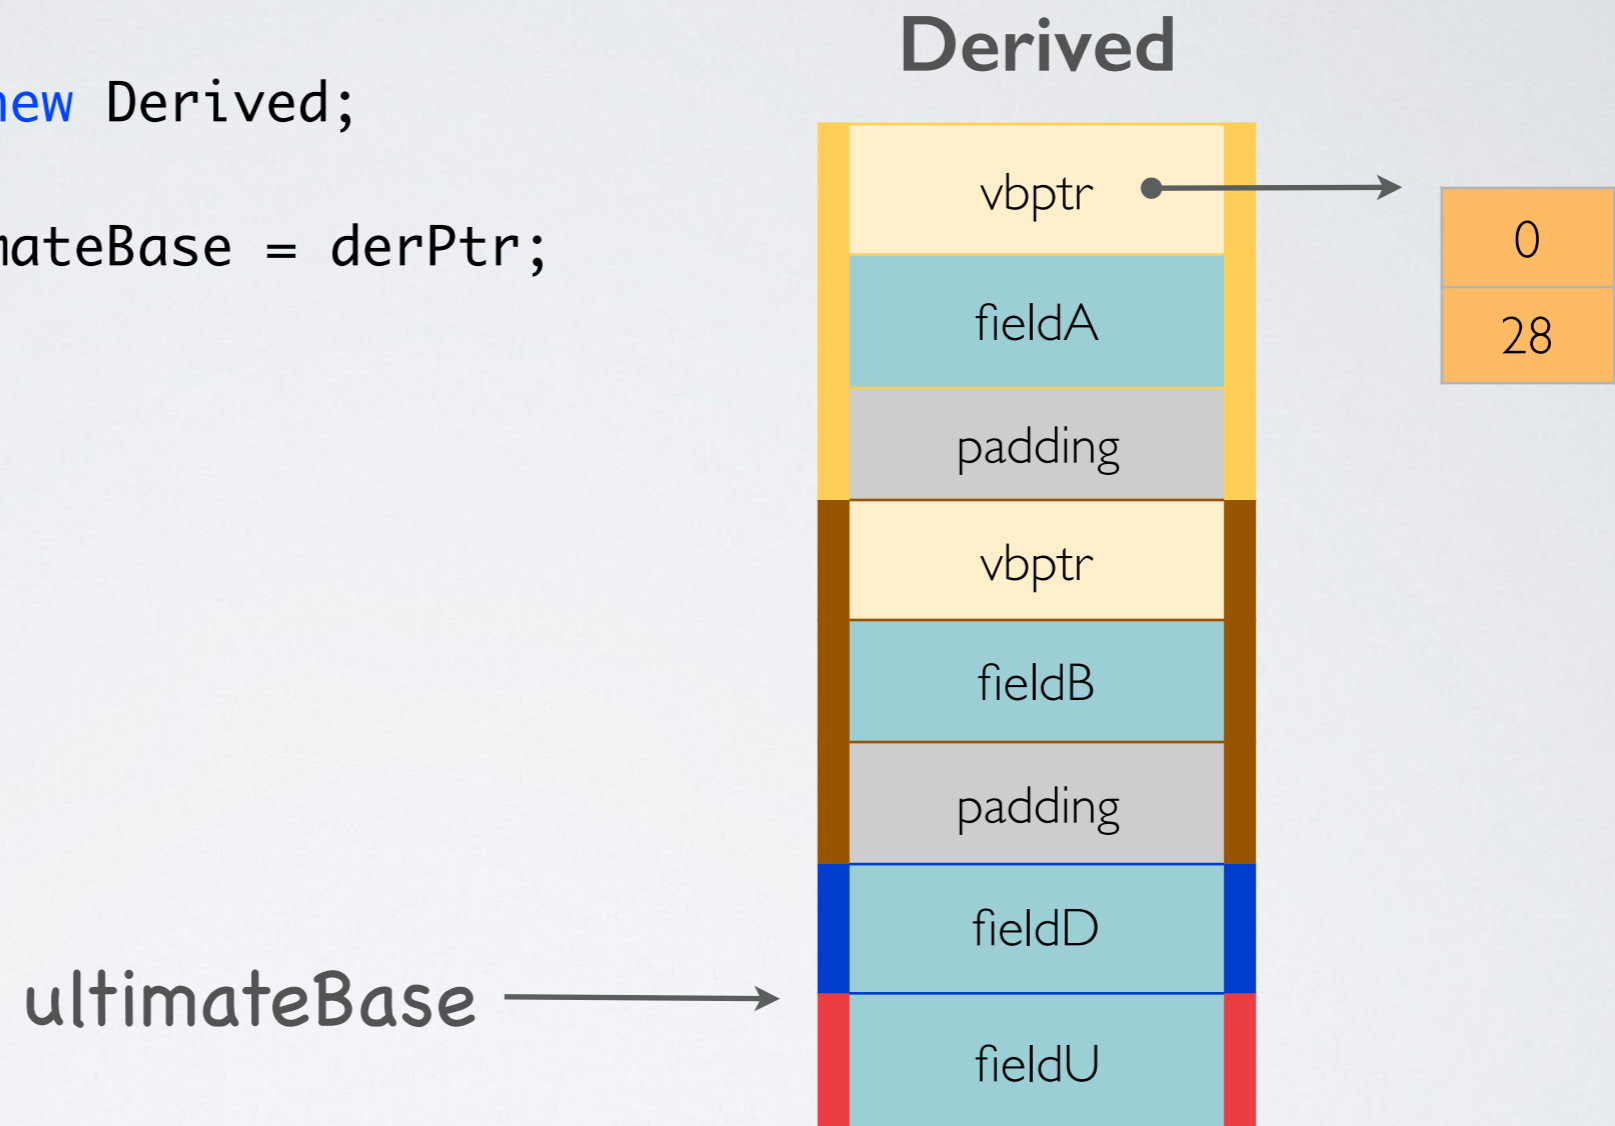 Derived
new Derived;
mateBase = derPtr;
vbptr
0
28
fieldA
padding
vbptr
fieldB
padding
fieldD
ultimateBase
fieldU